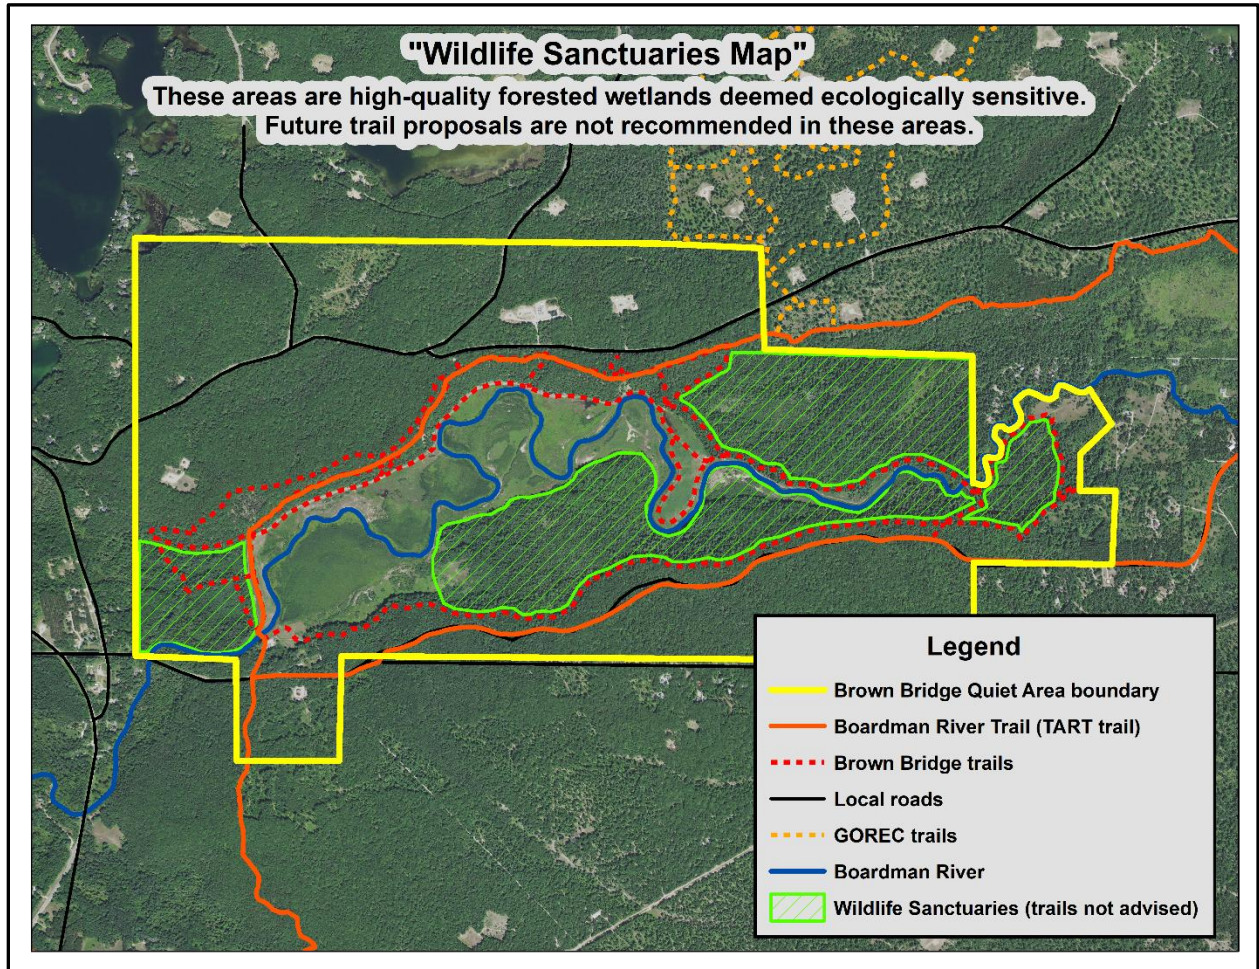 "Wildlife Sanctuaries Map"
These areas are high-quality forested wetlands deemed ecologically sensitive.
Future trail proposals are not recommended in these areas.
Legend
Brown Bridge Quiet Area boundary
Boardman River Trail (TART trail)
Brown Bridge trails
Local roads
GOREC trails
Boardman River
Wildlife Sanctuaries (trails not advised)